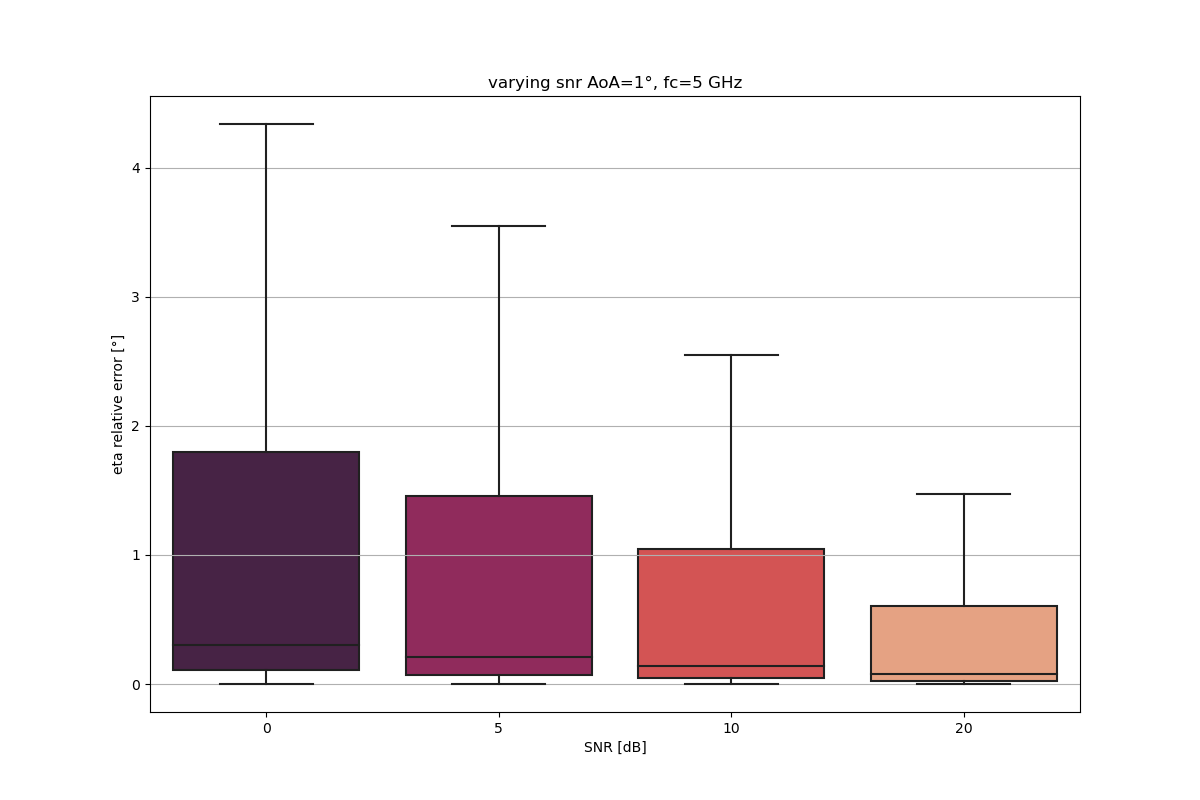 varying snr AoA=1°, fc=5 GHz
eta relative error [°]
4
3
2
1
0
0 5 10 20
SNR [dB]